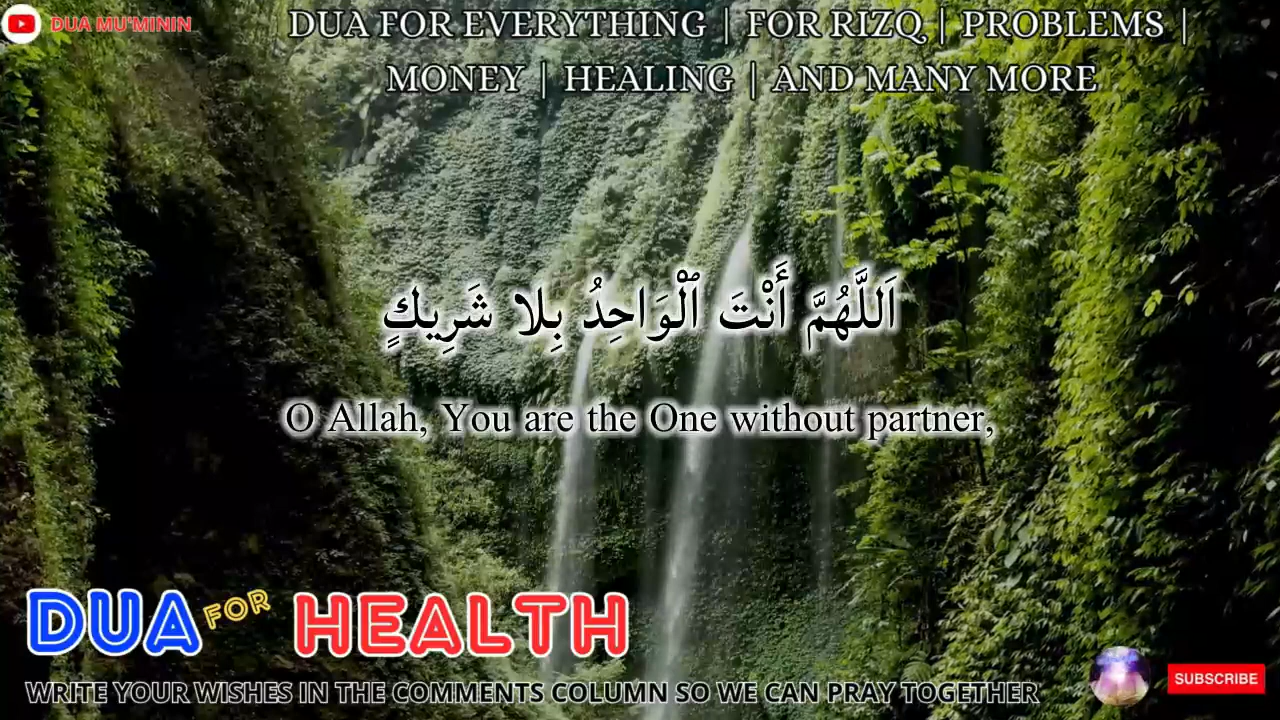 DUA MU'MININ
DUA FOR EVERYTHING | FOR RIZQ | PROBLEMS |
MONEY | HEALING | AND MANY MORE
اَللَّهُمَّ أَنْتَ ٱلْوَاحِدُ بِلا شَرِيكٍ
O Allah, You are the One without partner,
DUA FOR HEALTH
WRITE YOUR WISHES IN THE COMMENTS COLUMN SO WE CAN PRAY TOGETHER
SUBSCRIBE